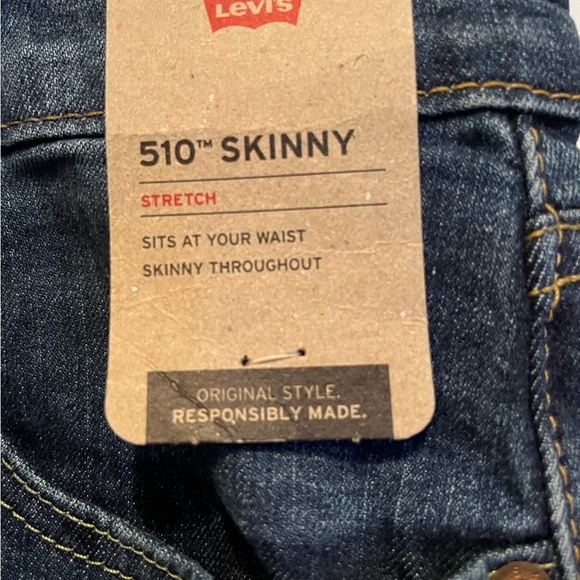 Levi's
510™ SKINNY
STRETCH
SITS AT YOUR WAIST
SKINNY THROUGHOUT
ORIGINAL STYLE.
RESPONSIBLY MADE.